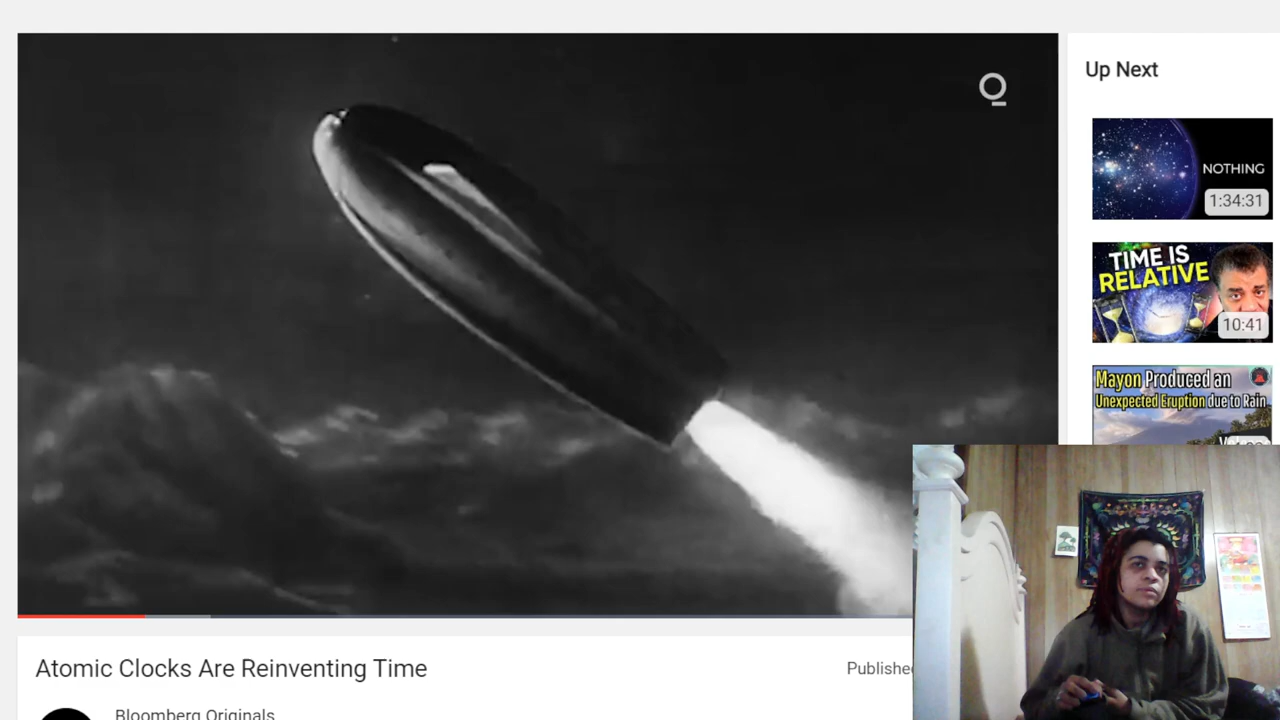 Up Next
NOTHING
1:34:31
TIME IS
RELATIVE
10:41
Mayon Produced an
Unexpected Eruption due to Rain
Atomic Clocks Are Reinventing Time
Bloomberg Originals